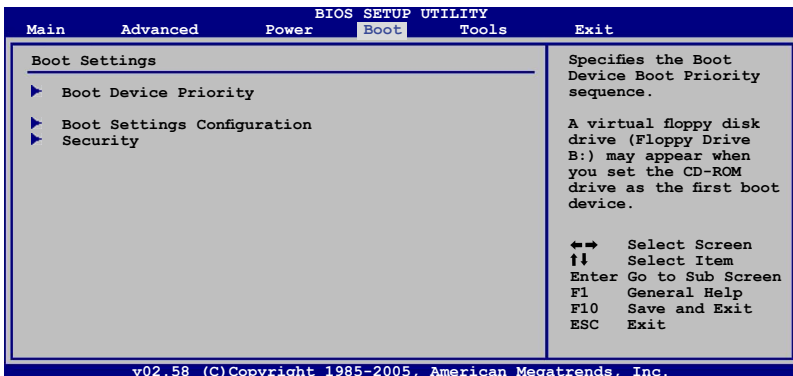 BIOS SETUP UTILITY
Main Advanced Power Boot Tools Exit
Boot Settings
Boot Device Priority
Boot Settings Configuration
Security
Specifies the Boot
Device Boot Priority
sequence.
A virtual floppy disk
drive (Floppy Drive
B:) may appear when
you set the CD-ROM
drive as the first boot
device.
←→ Select Screen
↑↓ Select Item
Enter Go to Sub Screen
F1 General Help
F10 Save and Exit
ESC Exit
v02.58 (C)Copyright 1985-2005, American Megatrends, Inc.